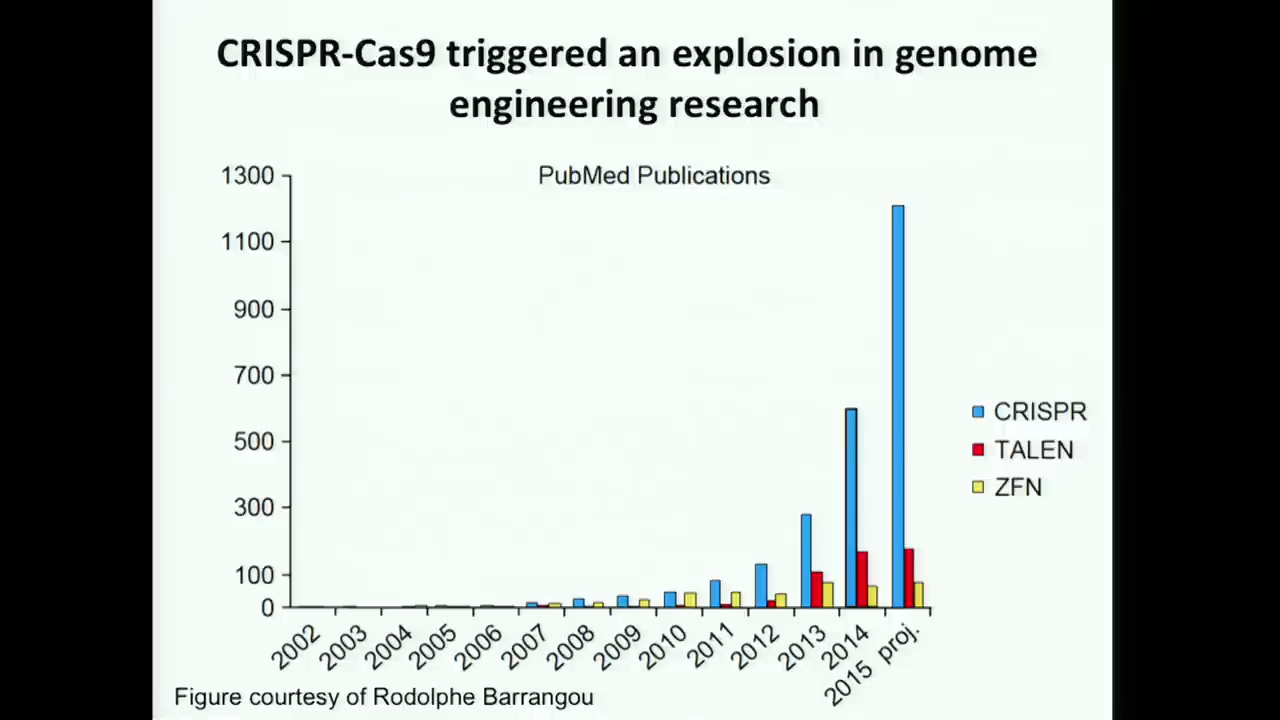 CRISPR-Cas9 triggered an explosion in genome
engineering research
PubMed Publications
1300
1100
900
700
500
300
100
0
2002
2003
2004
2005
2006
2007
2008
2009
2010
2011
2012
2013
2014
2015 proj.
CRISPR
TALEN
ZFN
Figure courtesy of Rodolphe Barrangou